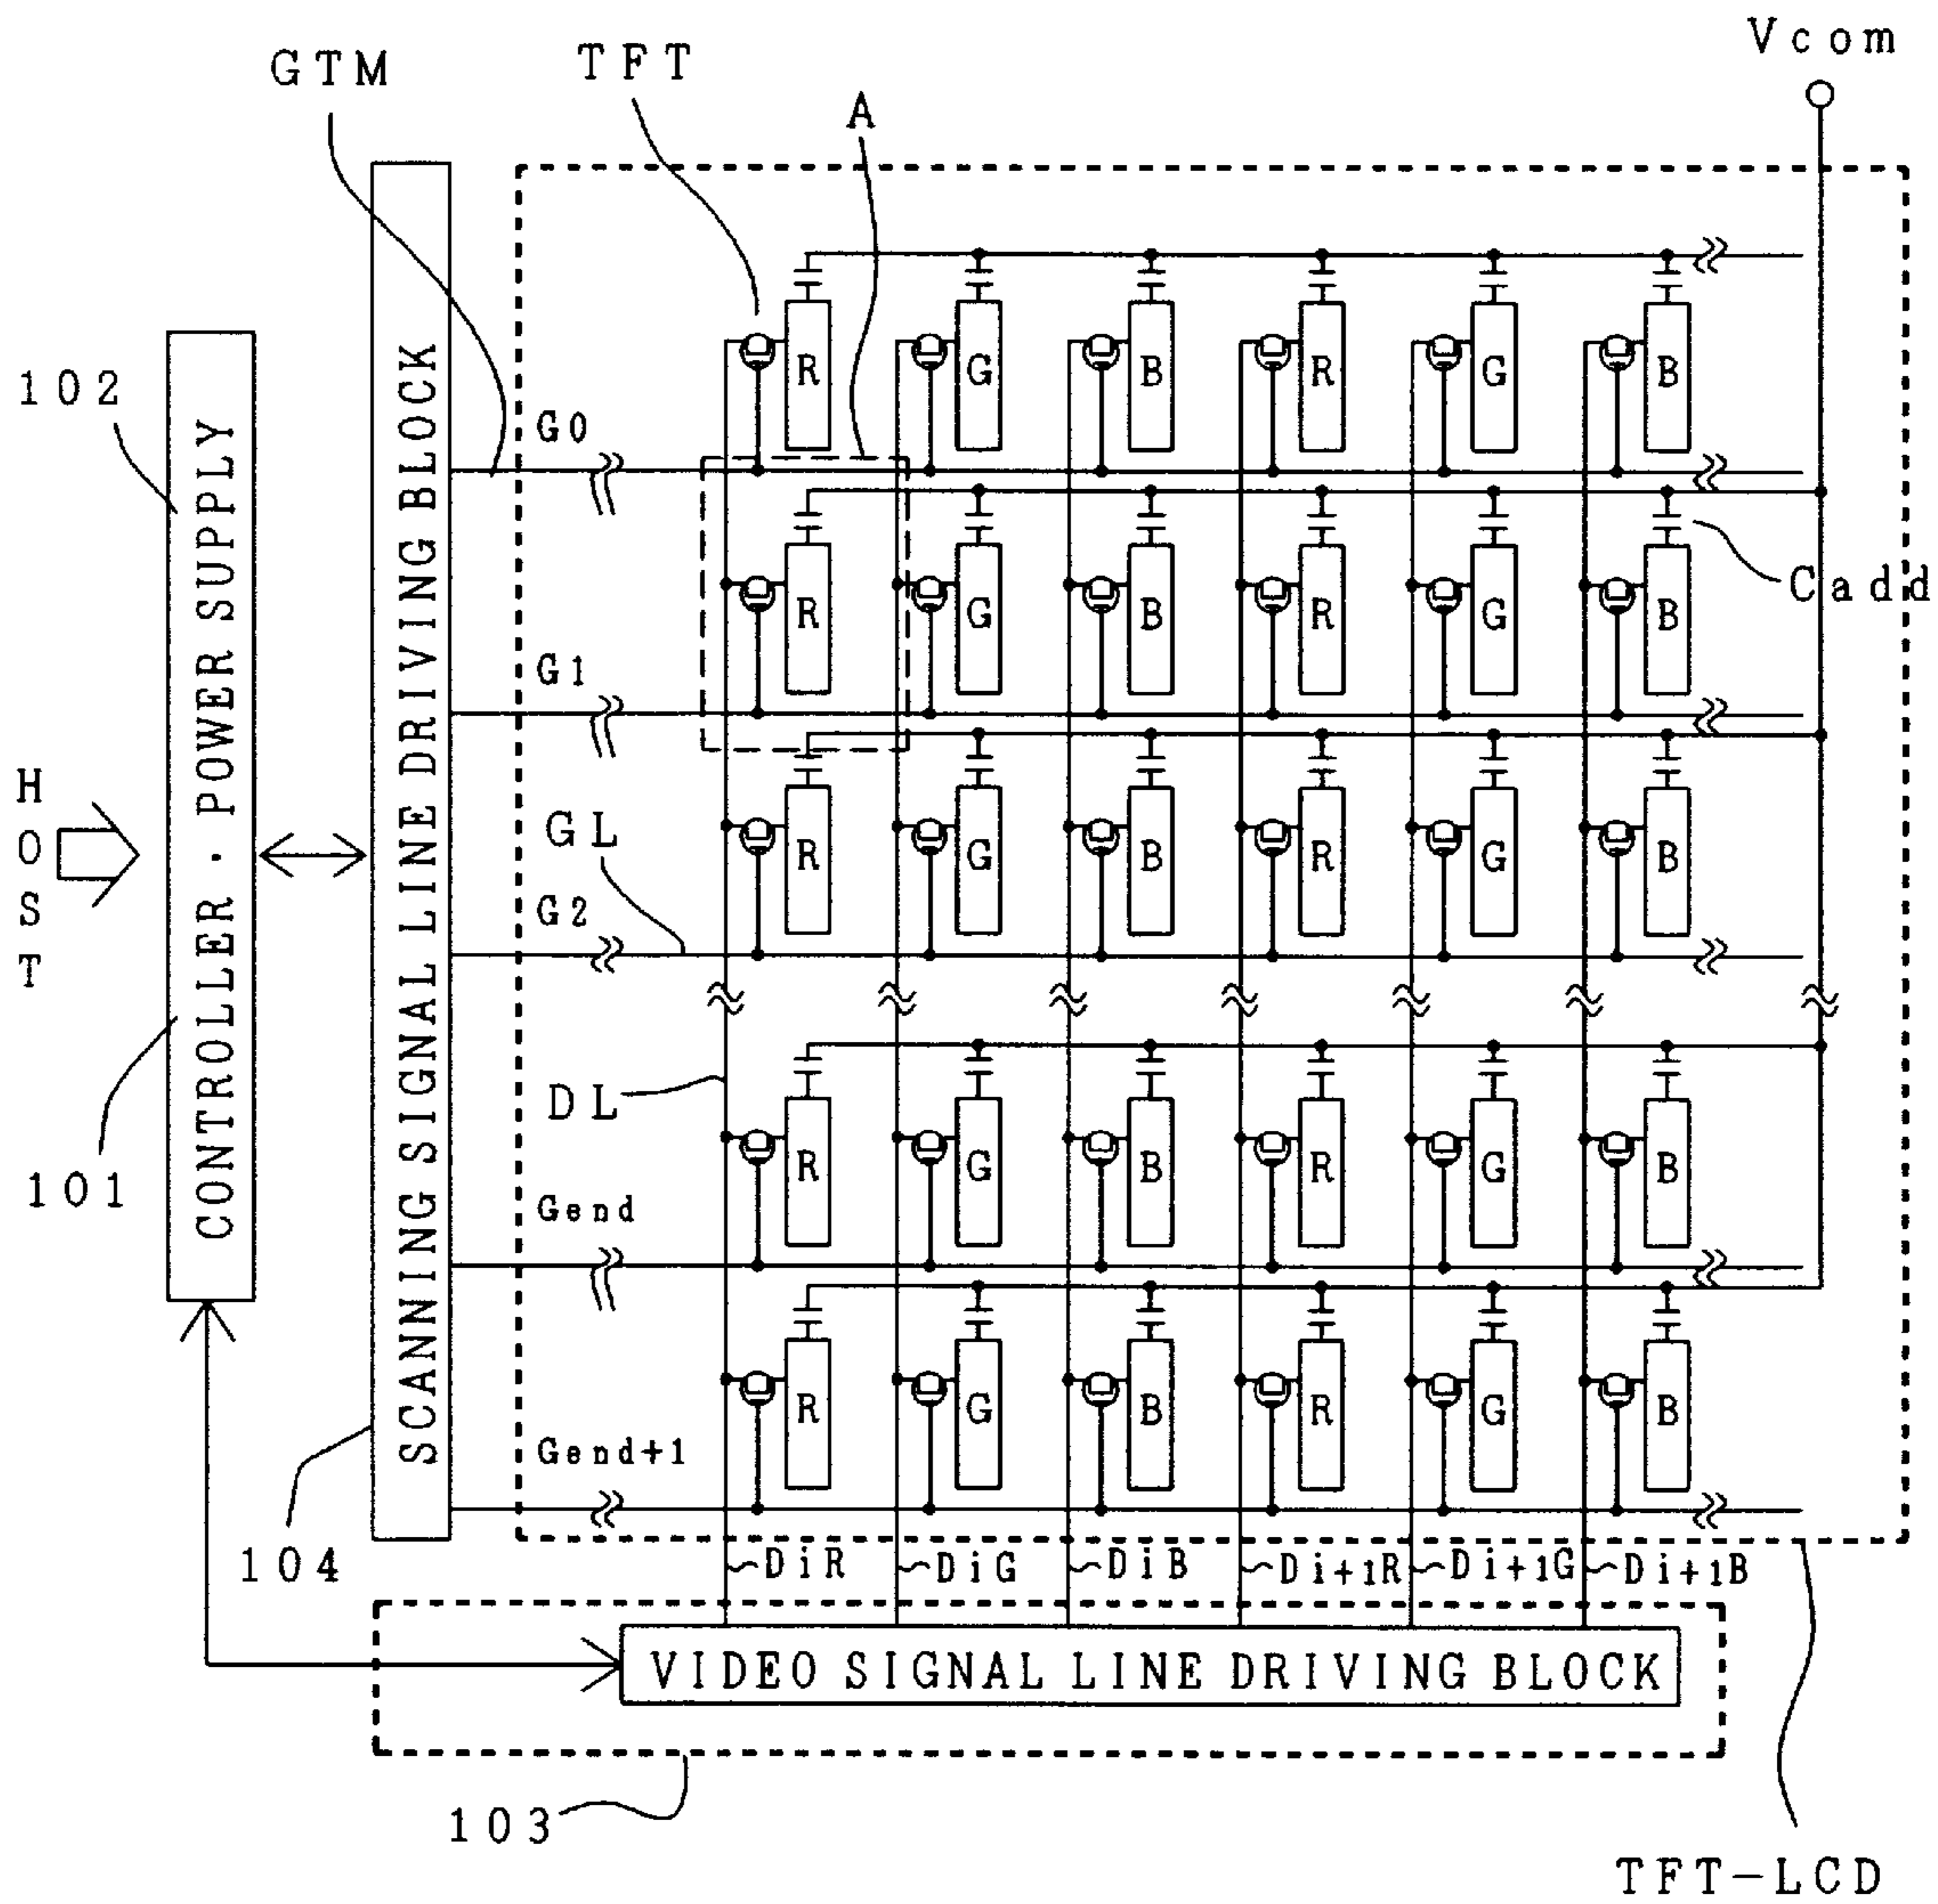 Vcom
GTM
TFT
A
102
CONTROLLER . POWER SUPPLY
101
HOST
SCANNING SIGNAL LINE DRIVING BLOCK
104
R G B R G B
G0
R G B R G B
Cadd
G1
R G B R G B
GL
G2
DL
R G B R G B
Gend
R G B R G B
Gend+1
DiR DiG DiB Di+1R Di+1G Di+1B
VIDEO SIGNAL LINE DRIVING BLOCK
103
TFT-LCD